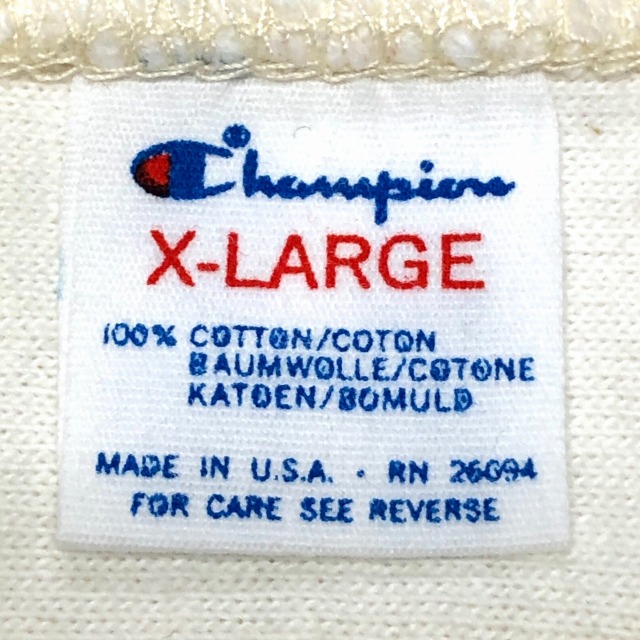 Champion®
X-LARGE
100% COTTON/COTON
BAUMWOLLE/COTONE
KATOEN/BOMULD
MADE IN U.S.A. · RN 26094
FOR CARE SEE REVERSE